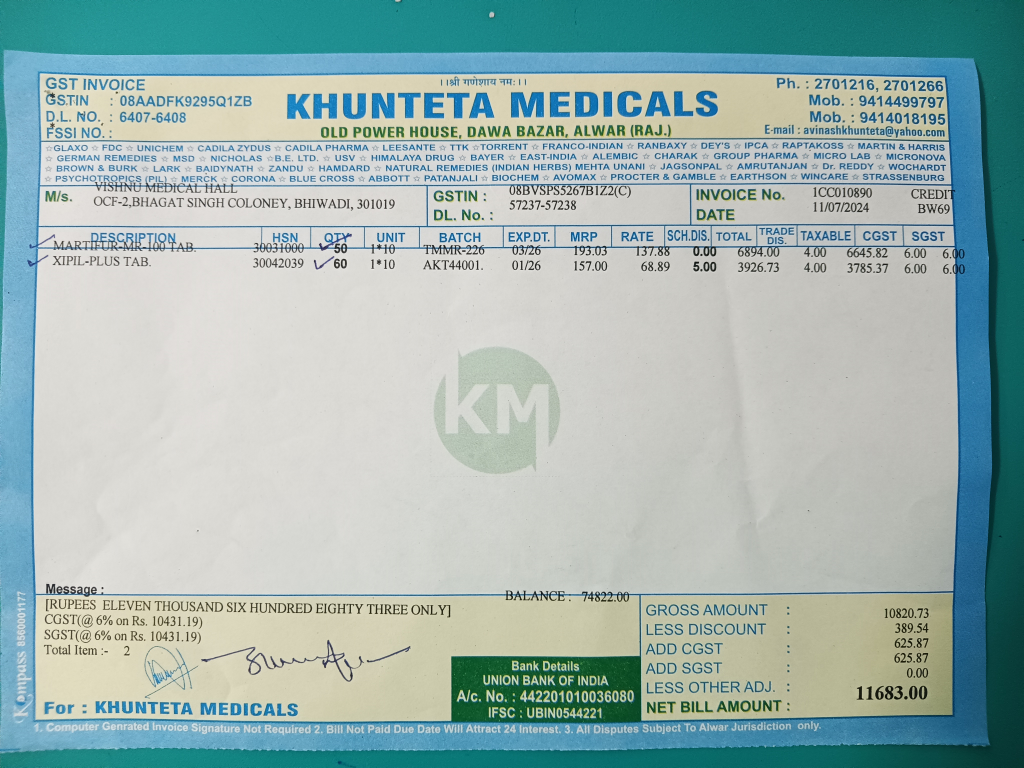 ।।श्री गणेशाय नमः।।
GST INVOICE
GSTIN : 08AADFK9295Q1ZB
D.L. NO. : 6407-6408
FSSI NO. :
KHUNTETA MEDICALS
OLD POWER HOUSE, DAWA BAZAR, ALWAR (RAJ.)
Ph. : 2701216, 2701266
Mob. : 9414499797
Mob. : 9414018195
E-mail : avinashkhunteta@yahoo.com
☆GLAXO ☆ FDC ☆ UNICHEM ☆ CADILA ZYDUS ☆ CADILA PHARMA ☆ LEESANTE ☆ TTK ☆TORRENT ☆ FRANCO-INDIAN ☆ RANBAXY ☆ DEY'S ☆ IPCA ☆ RAPTAKOSS ☆ MARTIN & HARRIS
☆ GERMAN REMEDIES ☆ MSD ☆ NICHOLAS ☆B.E. LTD. ☆ USV ☆ HIMALAYA DRUG ☆ BAYER ☆ EAST-INDIA ☆ ALEMBIC ☆ CHARAK ☆ GROUP PHARMA ☆ MICRO LAB ☆ MICRONOVA
☆ BROWN & BURK ☆ LARK ☆ BAIDYNATH ☆ ZANDU ☆ HAMDARD ☆ NATURAL REMEDIES (INDIAN HERBS) MEHTA UNANI ☆ JAGSONPAL ☆ AMRUTANJAN ☆ Dr. REDDY ☆ WOCHARDT
☆ PSYCHOTROPICS (PIL) ☆ MERCK ☆ CORONA ☆ BLUE CROSS ☆ ABBOTT ☆ PATANJALI ☆ BIOCHEM ☆ AVOMAX ☆ PROCTER & GAMBLE ☆ EARTHSON ☆ WINCARE ☆ STRASSENBURG
M/s. VISHNU MEDICAL HALL
OCF-2,BHAGAT SINGH COLONEY, BHIWADI, 301019
GSTIN : 08BVSPS5267B1Z2(C)
DL. No. : 57237-57238
INVOICE No. 1CC010890 CREDIT
DATE 11/07/2024 BW69
DESCRIPTION HSN QTY UNIT BATCH EXP.DT. MRP RATE SCH.DIS. TOTAL TRADE DIS. TAXABLE CGST SGST
MARTIFUR-MR-100 TAB. 30031000 50 1*10 TMMR-226 03/26 193.03 137.88 0.00 6894.00 4.00 6645.82 6.00 6.00
XIPIL-PLUS TAB. 30042039 60 1*10 AKT44001. 01/26 157.00 68.89 5.00 3926.73 4.00 3785.37 6.00 6.00
KM
Message :
[RUPEES ELEVEN THOUSAND SIX HUNDRED EIGHTY THREE ONLY]
CGST(@ 6% on Rs. 10431.19)
SGST(@ 6% on Rs. 10431.19)
Total Item :- 2
BALANCE : 74822.00
For : KHUNTETA MEDICALS
Bank Details
UNION BANK OF INDIA
A/c. No. : 442201010036080
IFSC : UBIN0544221
GROSS AMOUNT : 10820.73
LESS DISCOUNT : 389.54
ADD CGST : 625.87
ADD SGST : 625.87
LESS OTHER ADJ. : 0.00
NET BILL AMOUNT : 11683.00
1. Computer Genrated Invoice Signature Not Required 2. Bill Not Paid Due Date Will Attract 24 Interest. 3. All Disputes Subject To Alwar Jurisdiction only.
Kompass 8560001177